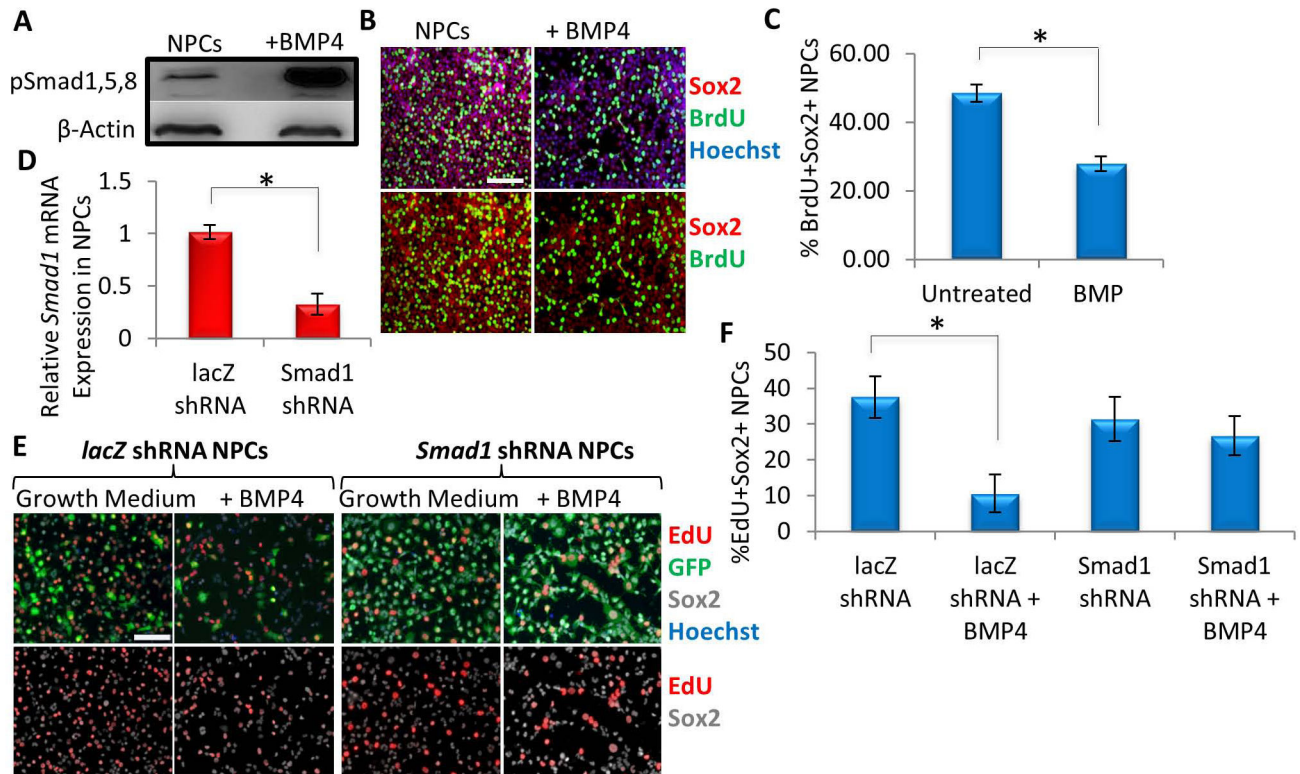 A
NPCs +BMP4
pSmad1,5,8
β-Actin
B
NPCs + BMP4
Sox2
BrdU
Hoechst
Sox2
BrdU
C
% BrdU+Sox2+ NPCs
60.00
40.00
20.00
0.00
*
Untreated BMP
D
Relative Smad1 mRNA
Expression in NPCs
1.5
1
0.5
0
*
lacZ
shRNA
Smad1
shRNA
E
lacZ shRNA NPCs
Smad1 shRNA NPCs
Growth Medium + BMP4
Growth Medium + BMP4
EdU
GFP
Sox2
Hoechst
EdU
Sox2
F
%EdU+Sox2+ NPCs
50
40
30
20
10
0
*
lacZ
shRNA
lacZ
shRNA +
BMP4
Smad1
shRNA
Smad1
shRNA +
BMP4